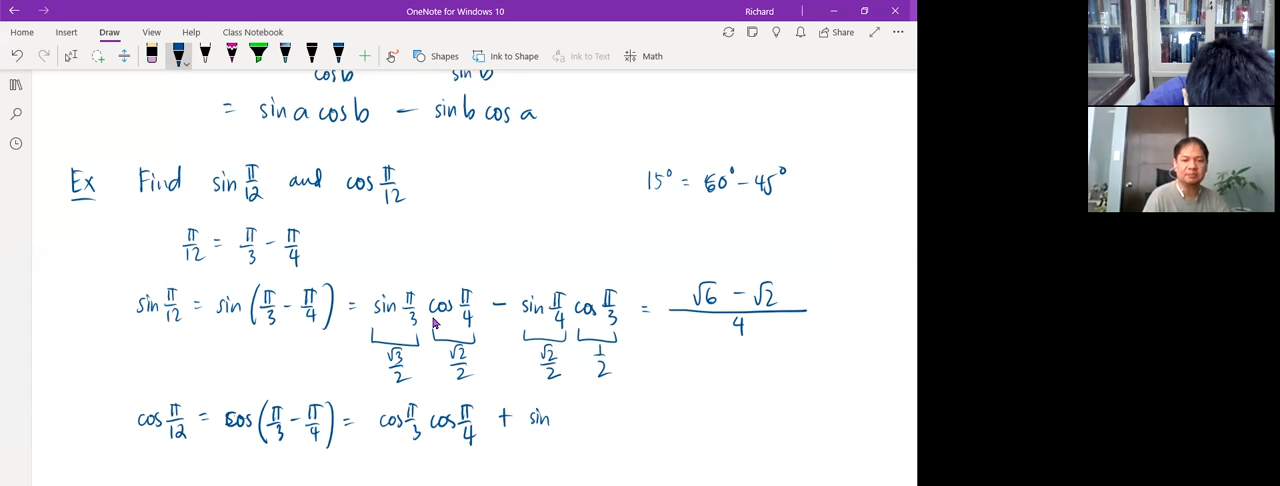 OneNote for Windows 10
Richard
Home Insert Draw View Help Class Notebook
Share
Shapes Ink to Shape Ink to Text Math
cos b sin b
= sin a cos b − sin b cos a
Ex Find sin π/12 and cos π/12
15° = 60° − 45°
π/12 = π/3 − π/4
sin π/12 = sin(π/3 − π/4) = sin π/3 cos π/4 − sin π/4 cos π/3 = (√6 − √2)/4
√3/2 √2/2 √2/2 1/2
cos π/12 = cos(π/3 − π/4) = cos π/3 cos π/4 + sin